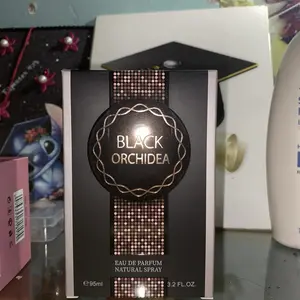 BLACK
ORCHIDEA
EAU DE PARFUM
NATURAL SPRAY
℮95ml 3.2 FL.OZ.